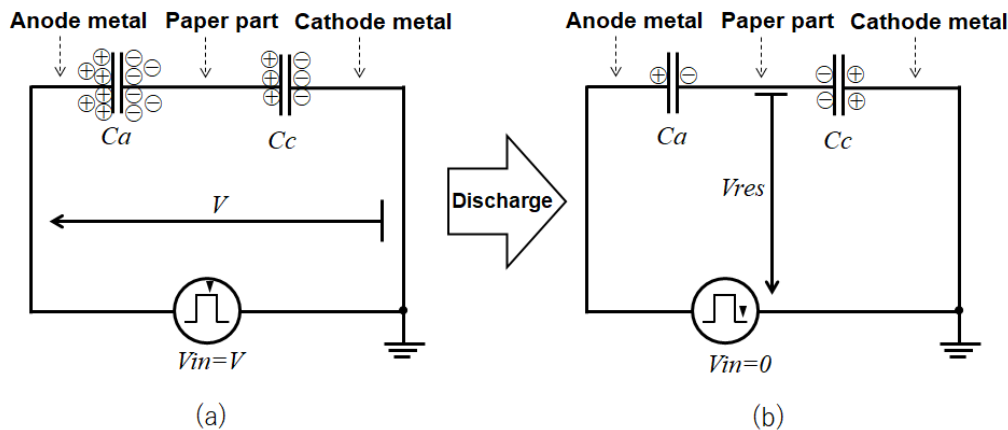 Anode metal Paper part Cathode metal
Ca
Cc
V
Vin=V
(a)
Discharge
Anode metal Paper part Cathode metal
Ca
Cc
Vres
Vin=0
(b)